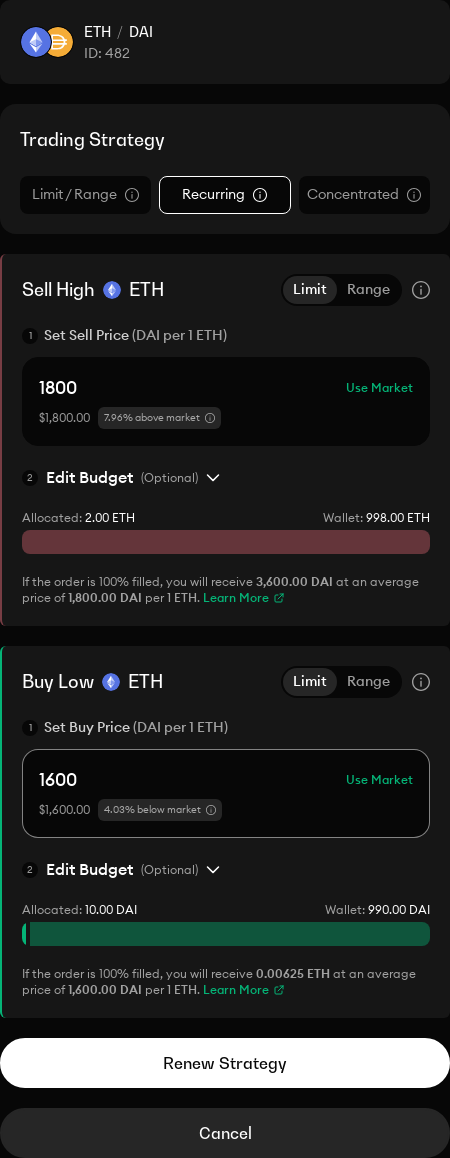 ETH / DAI
ID: 482
Trading Strategy
Limit / Range
Recurring
Concentrated
Sell High ETH
Limit
Range
1 Set Sell Price (DAI per 1 ETH)
1800
Use Market
$1,800.00
7.96% above market
2 Edit Budget (Optional)
Allocated: 2.00 ETH
Wallet: 998.00 ETH
If the order is 100% filled, you will receive 3,600.00 DAI at an average
price of 1,800.00 DAI per 1 ETH. Learn More
Buy Low ETH
Limit
Range
1 Set Buy Price (DAI per 1 ETH)
1600
Use Market
$1,600.00
4.03% below market
2 Edit Budget (Optional)
Allocated: 10.00 DAI
Wallet: 990.00 DAI
If the order is 100% filled, you will receive 0.00625 ETH at an average
price of 1,600.00 DAI per 1 ETH. Learn More
Renew Strategy
Cancel